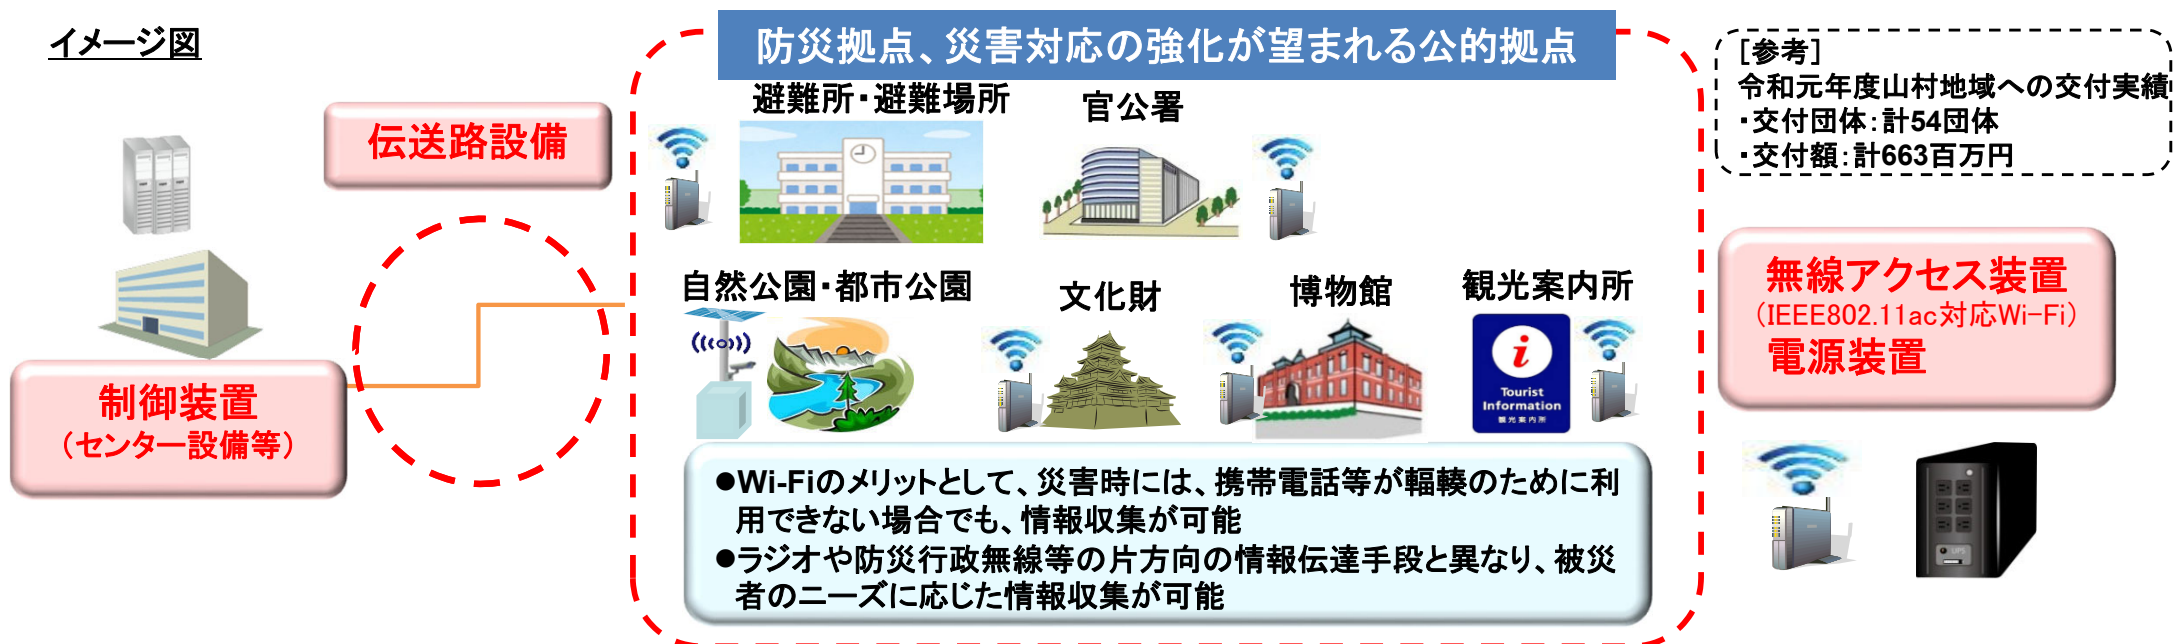 イメージ図
伝送路設備
制御装置
（センター設備等）
防災拠点、災害対応の強化が望まれる公的拠点
避難所・避難場所
官公署
自然公園・都市公園
文化財
博物館
観光案内所
i
Tourist
Information
観光案内所
●Wi-Fiのメリットとして、災害時には、携帯電話等が輻輳のために利
用できない場合でも、情報収集が可能
●ラジオや防災行政無線等の片方向の情報伝達手段と異なり、被災
者のニーズに応じた情報収集が可能
［参考］
令和元年度山村地域への交付実績
・交付団体：計54団体
・交付額：計663百万円
無線アクセス装置
（IEEE802.11ac対応Wi-Fi）
電源装置
UPS